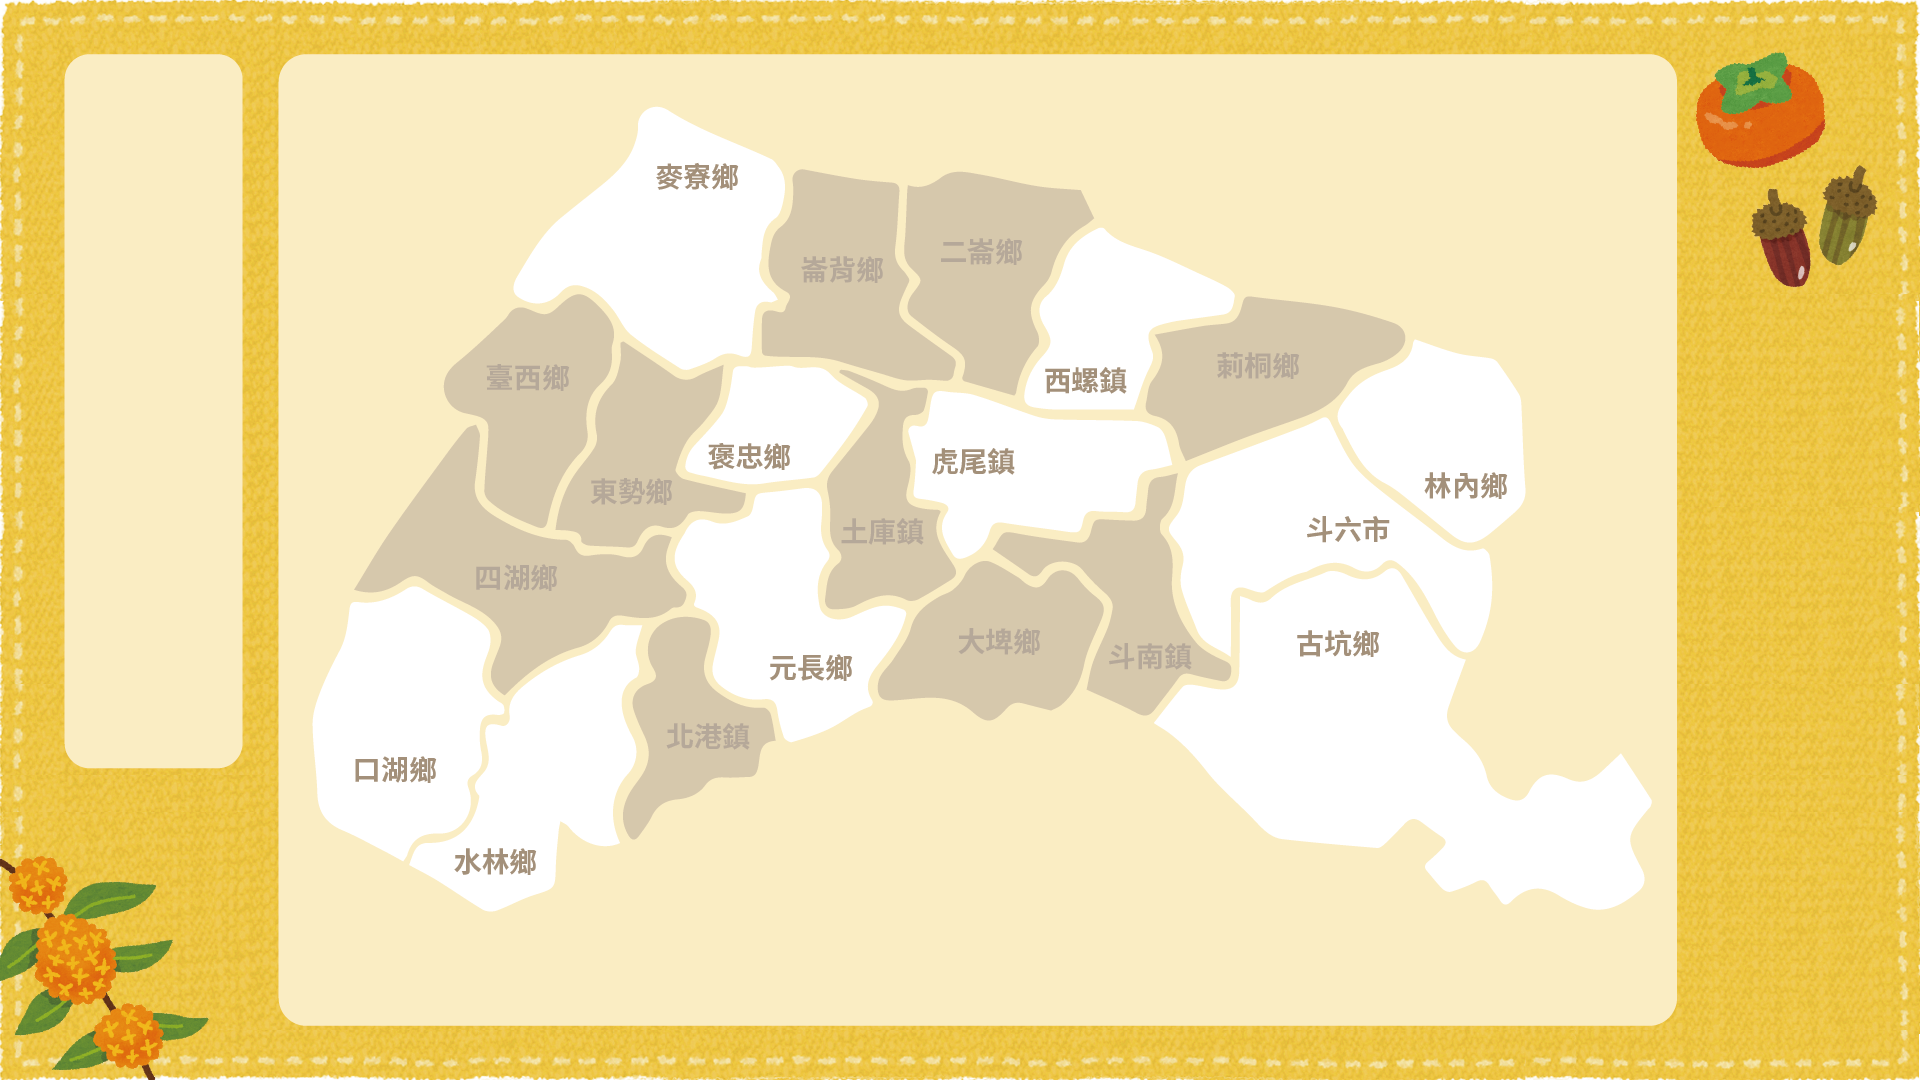 麥寮鄉
二崙鄉
崙背鄉
莿桐鄉
臺西鄉
西螺鎮
褒忠鄉
虎尾鎮
林內鄉
東勢鄉
土庫鎮
斗六市
四湖鄉
大埤鄉
古坑鄉
斗南鎮
元長鄉
北港鎮
口湖鄉
水林鄉